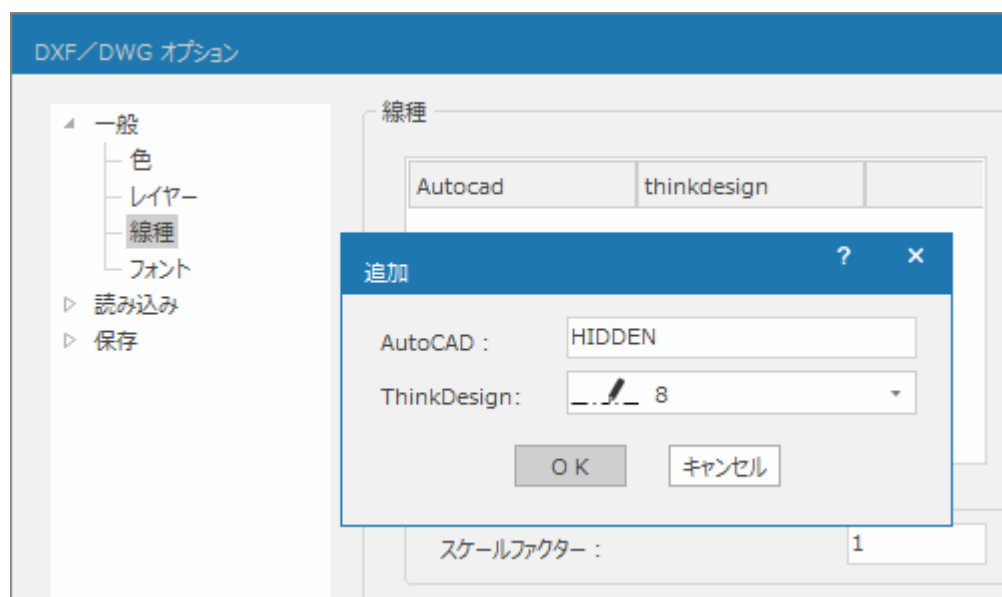 DXF／DWG オプション
一般
色
レイヤー
線種
フォント
読み込み
保存
線種
Autocad thinkdesign
追加 ? ×
AutoCAD : HIDDEN
ThinkDesign: 8
OK キャンセル
スケールファクター : 1